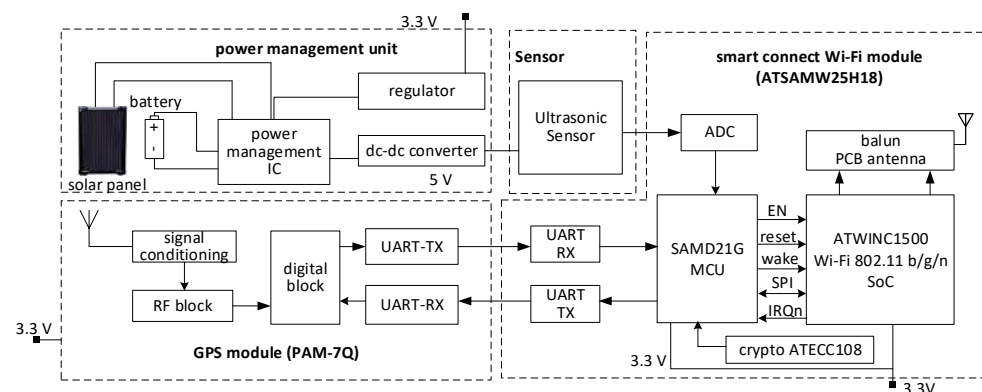 3.3 V
power management unit
battery
+
-
solar panel
power
management
IC
regulator
dc-dc converter
5 V
Sensor
Ultrasonic
Sensor
smart connect Wi-Fi module
(ATSAMW25H18)
ADC
balun
PCB antenna
SAMD21G
MCU
EN
reset
wake
SPI
IRQn
ATWINC1500
Wi-Fi 802.11 b/g/n
SoC
crypto ATECC108
3.3 V
3.3V
signal
conditioning
RF block
digital
block
UART-TX
UART-RX
UART
RX
UART
TX
3.3 V
GPS module (PAM-7Q)